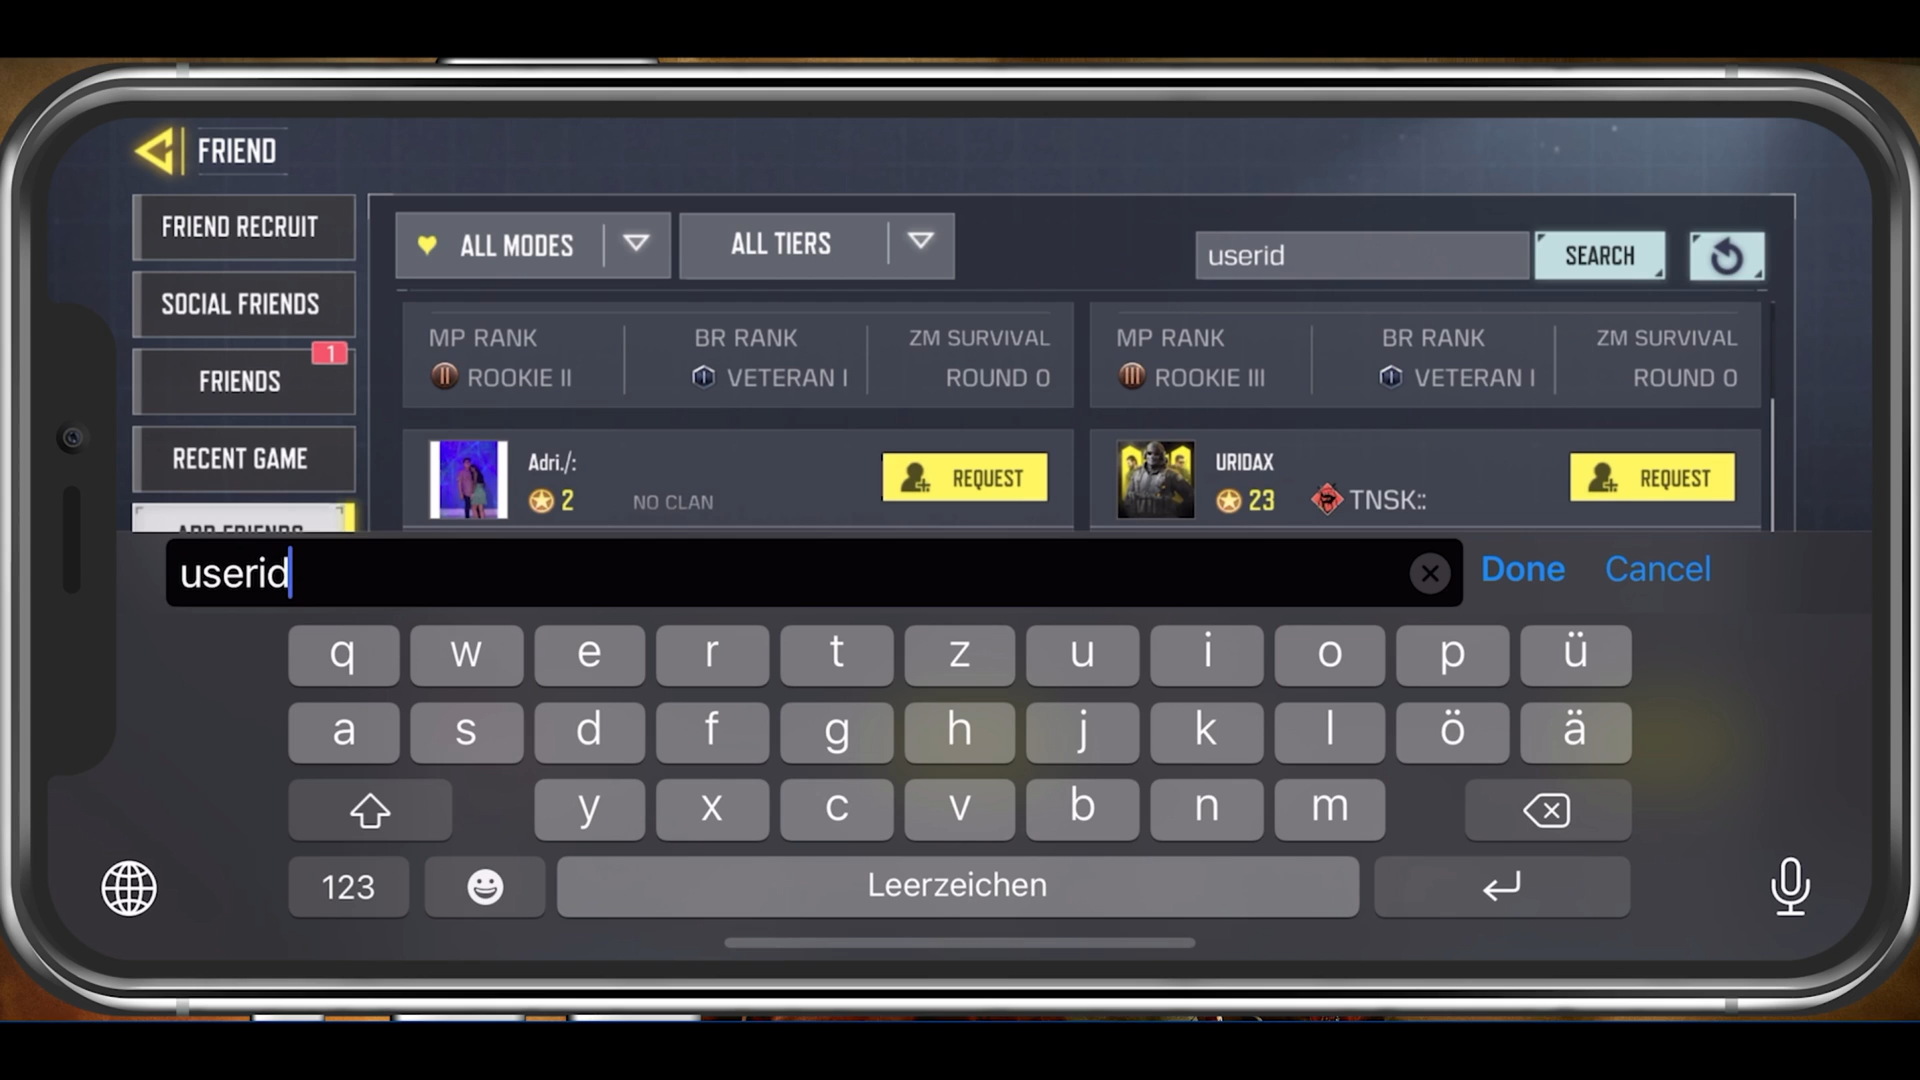 FRIEND
FRIEND RECRUIT
SOCIAL FRIENDS
1
FRIENDS
RECENT GAME
ADD FRIENDS
ALL MODES
ALL TIERS
userid
SEARCH
MP RANK
BR RANK
ZM SURVIVAL
ROOKIE II
VETERAN I
ROUND 0
MP RANK
BR RANK
ZM SURVIVAL
ROOKIE III
VETERAN I
ROUND 0
Adri./:
2
NO CLAN
REQUEST
URIDAX
23
TNSK::
REQUEST
userid
Done
Cancel
q w e r t z u i o p ü
a s d f g h j k l ö ä
y x c v b n m
123
Leerzeichen